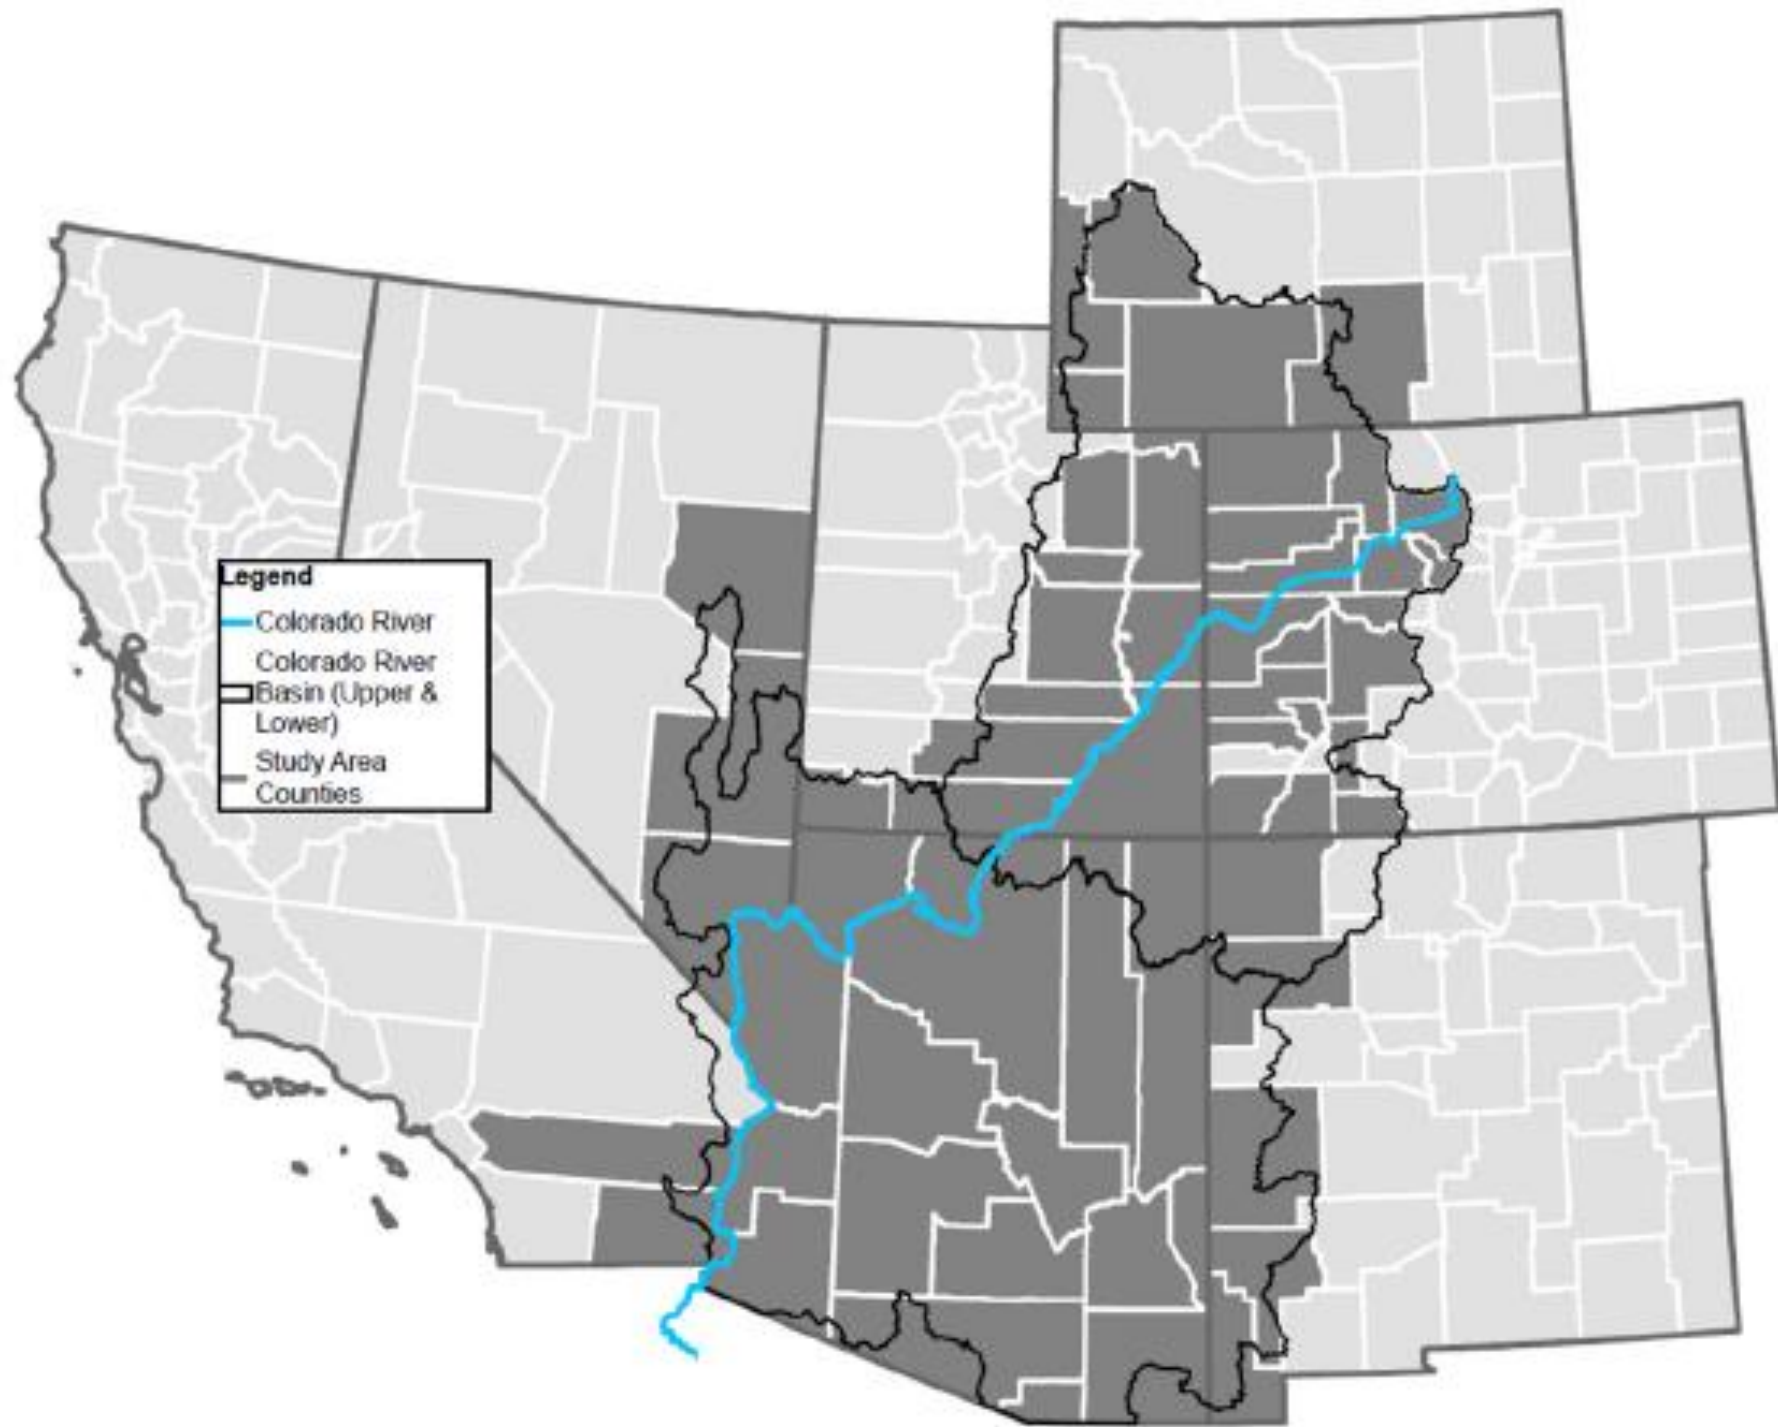 Legend
Colorado River
Colorado River
Basin (Upper &
Lower)
Study Area
Counties